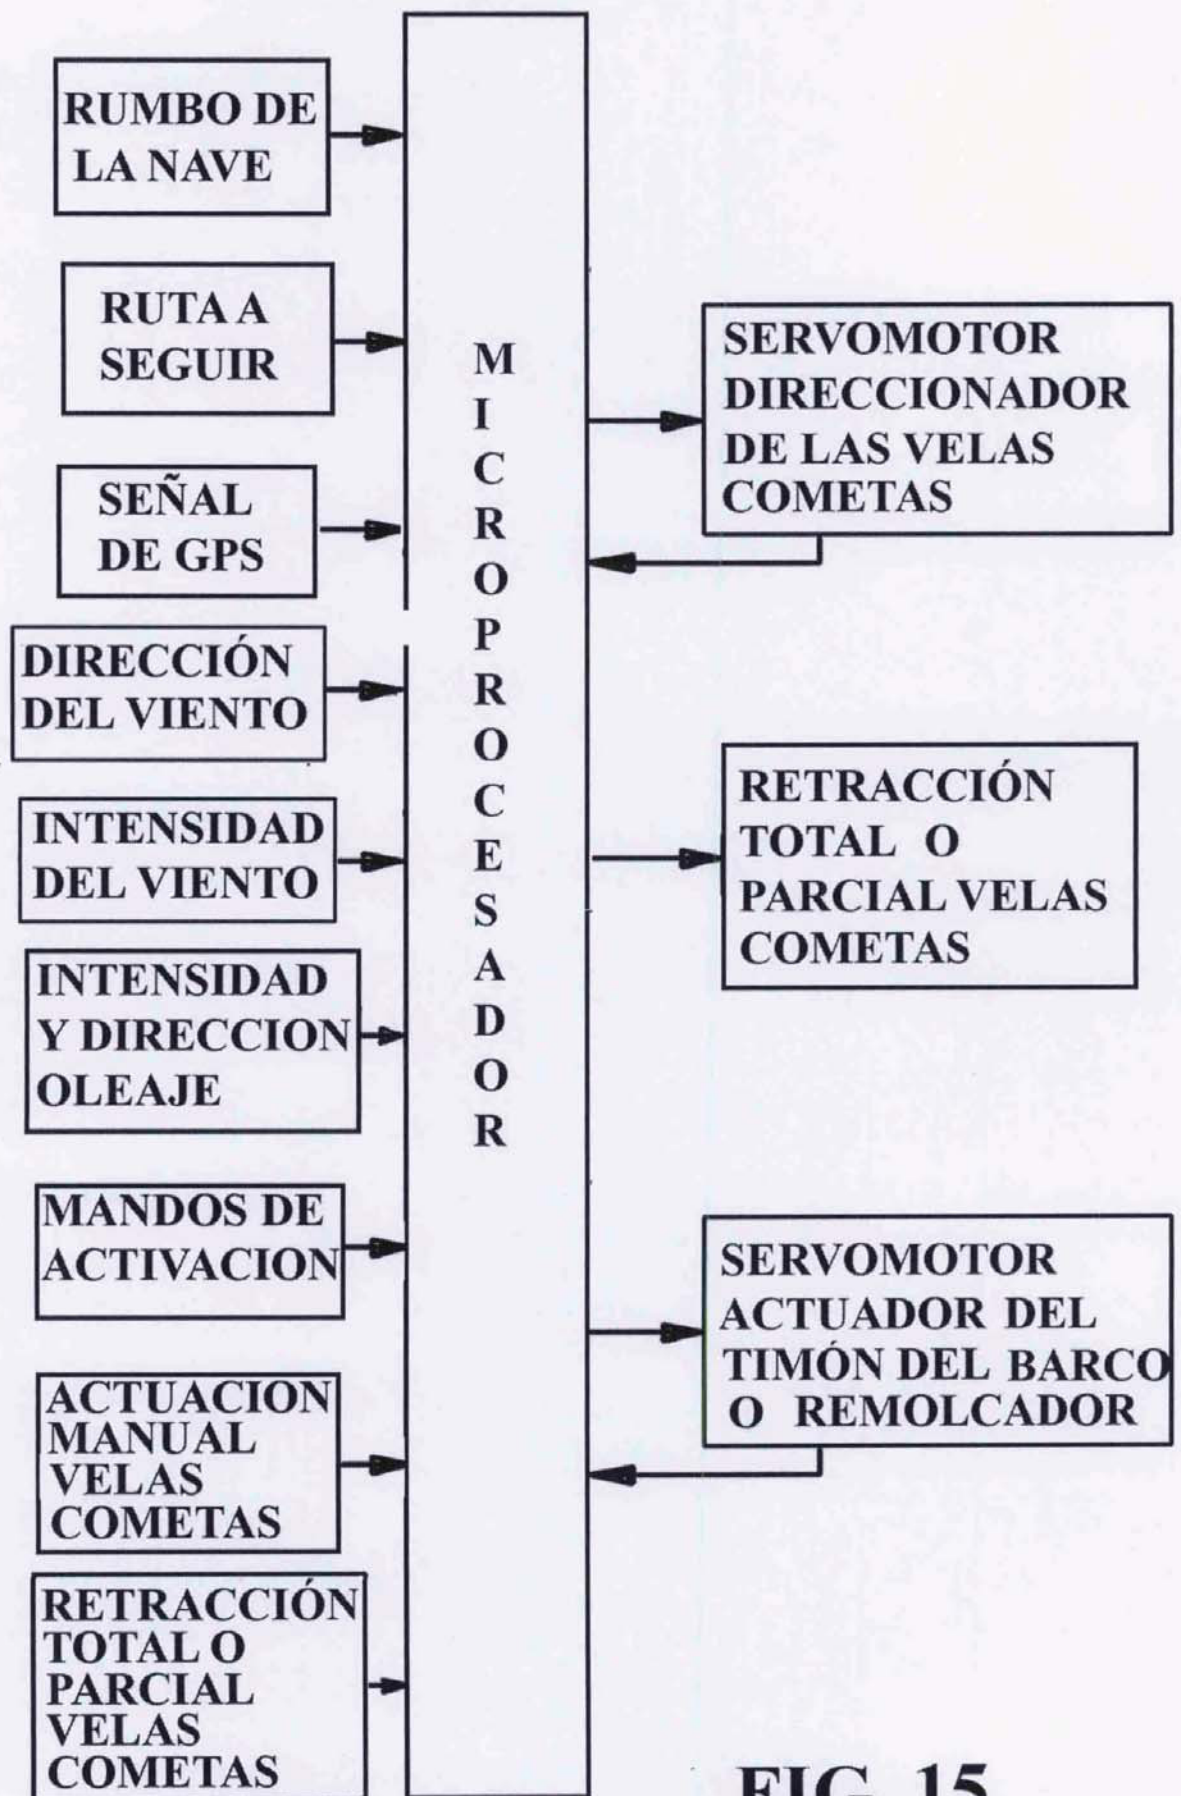 RUMBO DE
LA NAVE
RUTA A
SEGUIR
SEÑAL
DE GPS
DIRECCIÓN
DEL VIENTO
INTENSIDAD
DEL VIENTO
INTENSIDAD
Y DIRECCION
OLEAJE
MANDOS DE
ACTIVACION
ACTUACION
MANUAL
VELAS
COMETAS
RETRACCIÓN
TOTAL O
PARCIAL
VELAS
COMETAS
MICROPROCESADOR
SERVOMOTOR
DIRECCIONADOR
DE LAS VELAS
COMETAS
RETRACCIÓN
TOTAL O
PARCIAL VELAS
COMETAS
SERVOMOTOR
ACTUADOR DEL
TIMÓN DEL BARCO
O REMOLCADOR
FIG. 15